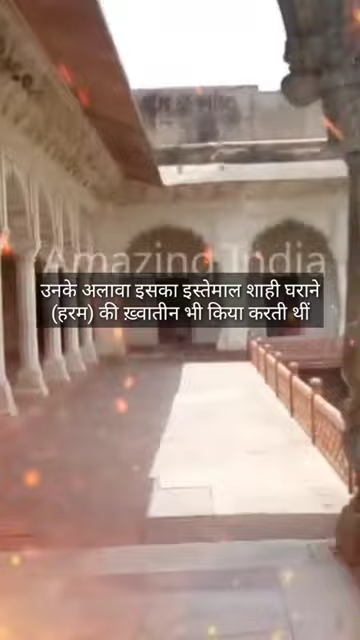 Amazing India
उनके अलावा इसका इस्तेमाल शाही घराने
(हरम) की ख़्वातीन भी किया करती थीं